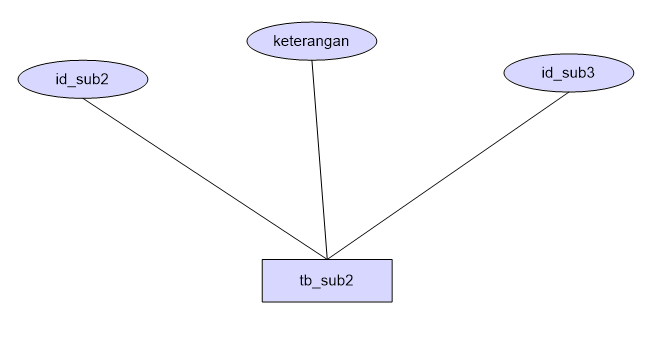 keterangan
id_sub2
id_sub3
tb_sub2